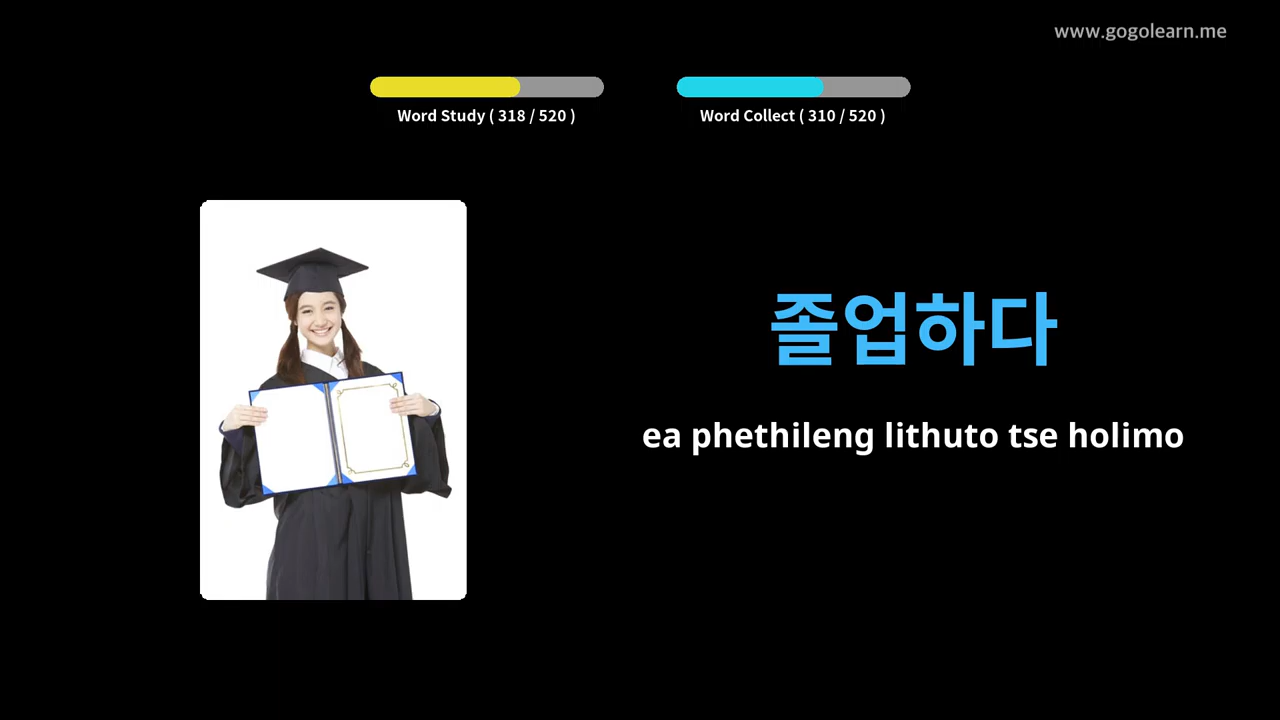 www.gogolearn.me
Word Study ( 318 / 520 )
Word Collect ( 310 / 520 )
졸업하다
ea phethileng lithuto tse holimo